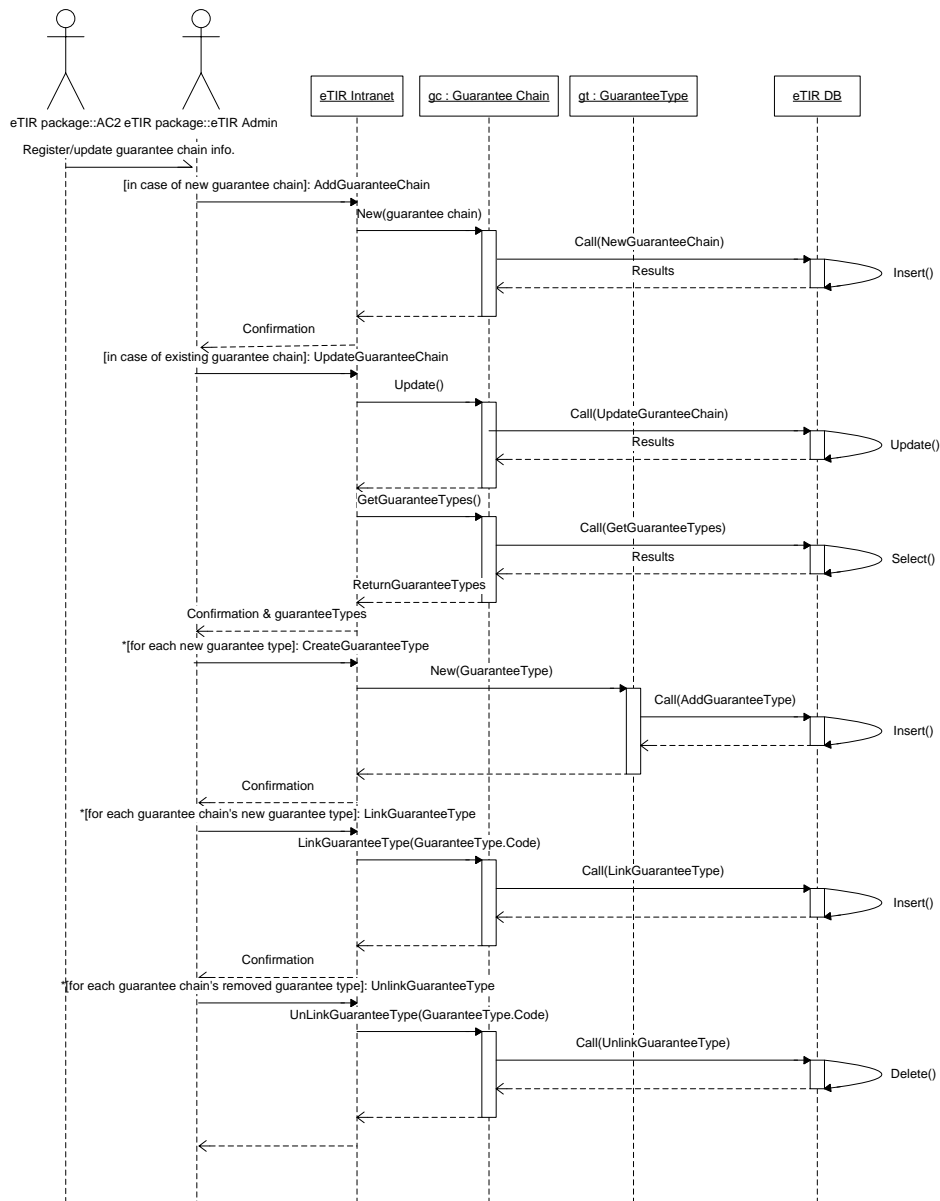 eTIR Intranet
gc : Guarantee Chain
gt : GuaranteeType
eTIR DB
eTIR package::AC2
eTIR package::eTIR Admin
Register/update guarantee chain info.
[in case of new guarantee chain]: AddGuaranteeChain
New(guarantee chain)
Call(NewGuaranteeChain)
Results
Insert()
Confirmation
[in case of existing guarantee chain]: UpdateGuaranteeChain
Update()
Call(UpdateGuranteeChain)
Results
Update()
GetGuaranteeTypes()
Call(GetGuaranteeTypes)
Results
Select()
ReturnGuaranteeTypes
Confirmation & guaranteeTypes
*[for each new guarantee type]: CreateGuaranteeType
New(GuaranteeType)
Call(AddGuaranteeType)
Insert()
Confirmation
*[for each guarantee chain's new guarantee type]: LinkGuaranteeType
LinkGuaranteeType(GuaranteeType.Code)
Call(LinkGuaranteeType)
Insert()
Confirmation
*[for each guarantee chain's removed guarantee type]: UnlinkGuaranteeType
UnLinkGuaranteeType(GuaranteeType.Code)
Call(UnlinkGuaranteeType)
Delete()